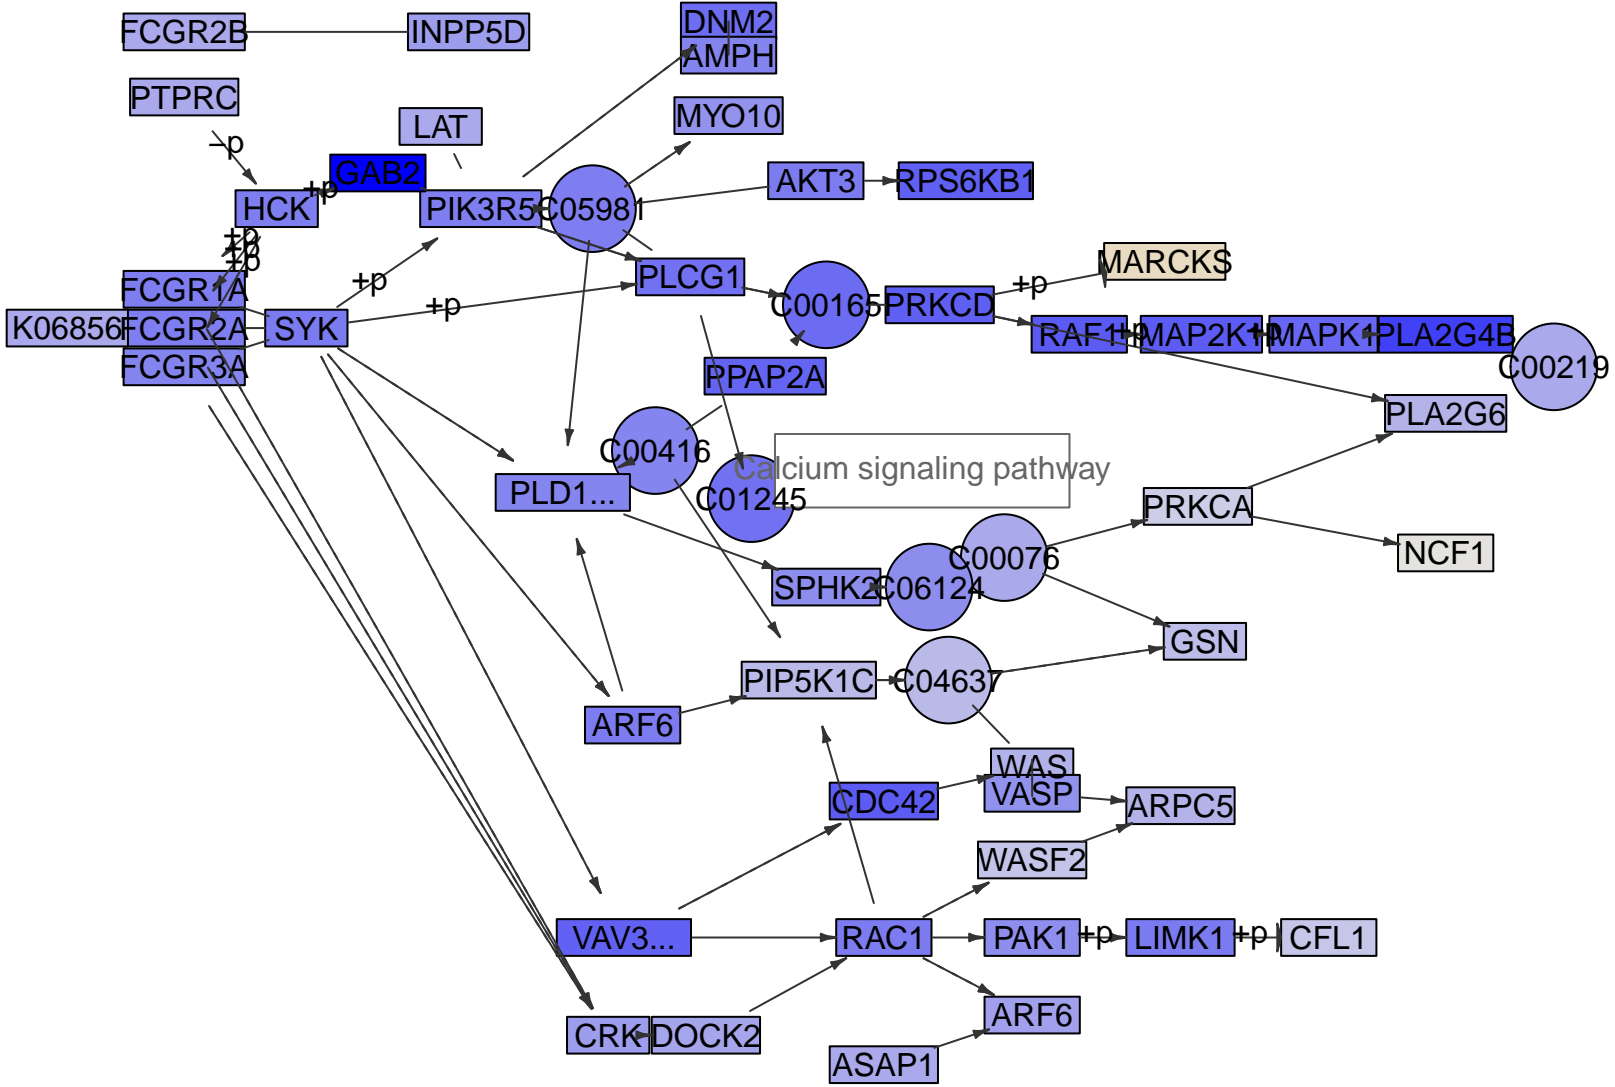 DNM2
FCGR2B
INPP5D
AMPH
PTPRC
MYO10
LAT
–p
GAB2
+p
AKT3
RPS6KB1
HCK
PIK3R5
C05981
+p
+p
+p
MARCKS
PLCG1
+p
+p
FCGR1A
+p
C00165
PRKCD
K06856
FCGR2A
SYK
RAF1
+p
MAP2K1
+p
MAPK1
PLA2G4B
FCGR3A
C00219
PPAP2A
PLA2G6
C00416
Calcium signaling pathway
PLD1...
C01245
PRKCA
C00076
NCF1
SPHK2
C06124
GSN
PIP5K1C
C04637
ARF6
WAS
VASP
CDC42
ARPC5
WASF2
VAV3...
RAC1
PAK1
+p
LIMK1
+p
CFL1
ARF6
CRK
DOCK2
ASAP1